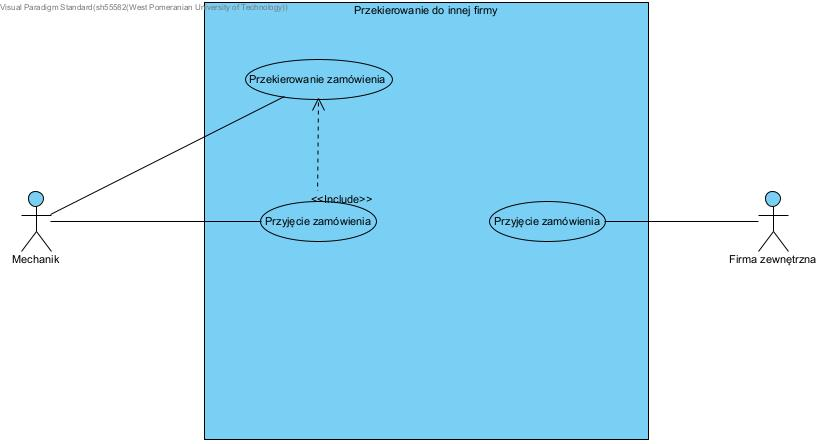 Visual Paradigm Standard(sh55582(West Pomeranian University of Technology))
Przekierowanie do innej firmy
Przekierowanie zamówienia
<<Include>>
Przyjęcie zamówienia
Przyjęcie zamówienia
Mechanik
Firma zewnętrzna